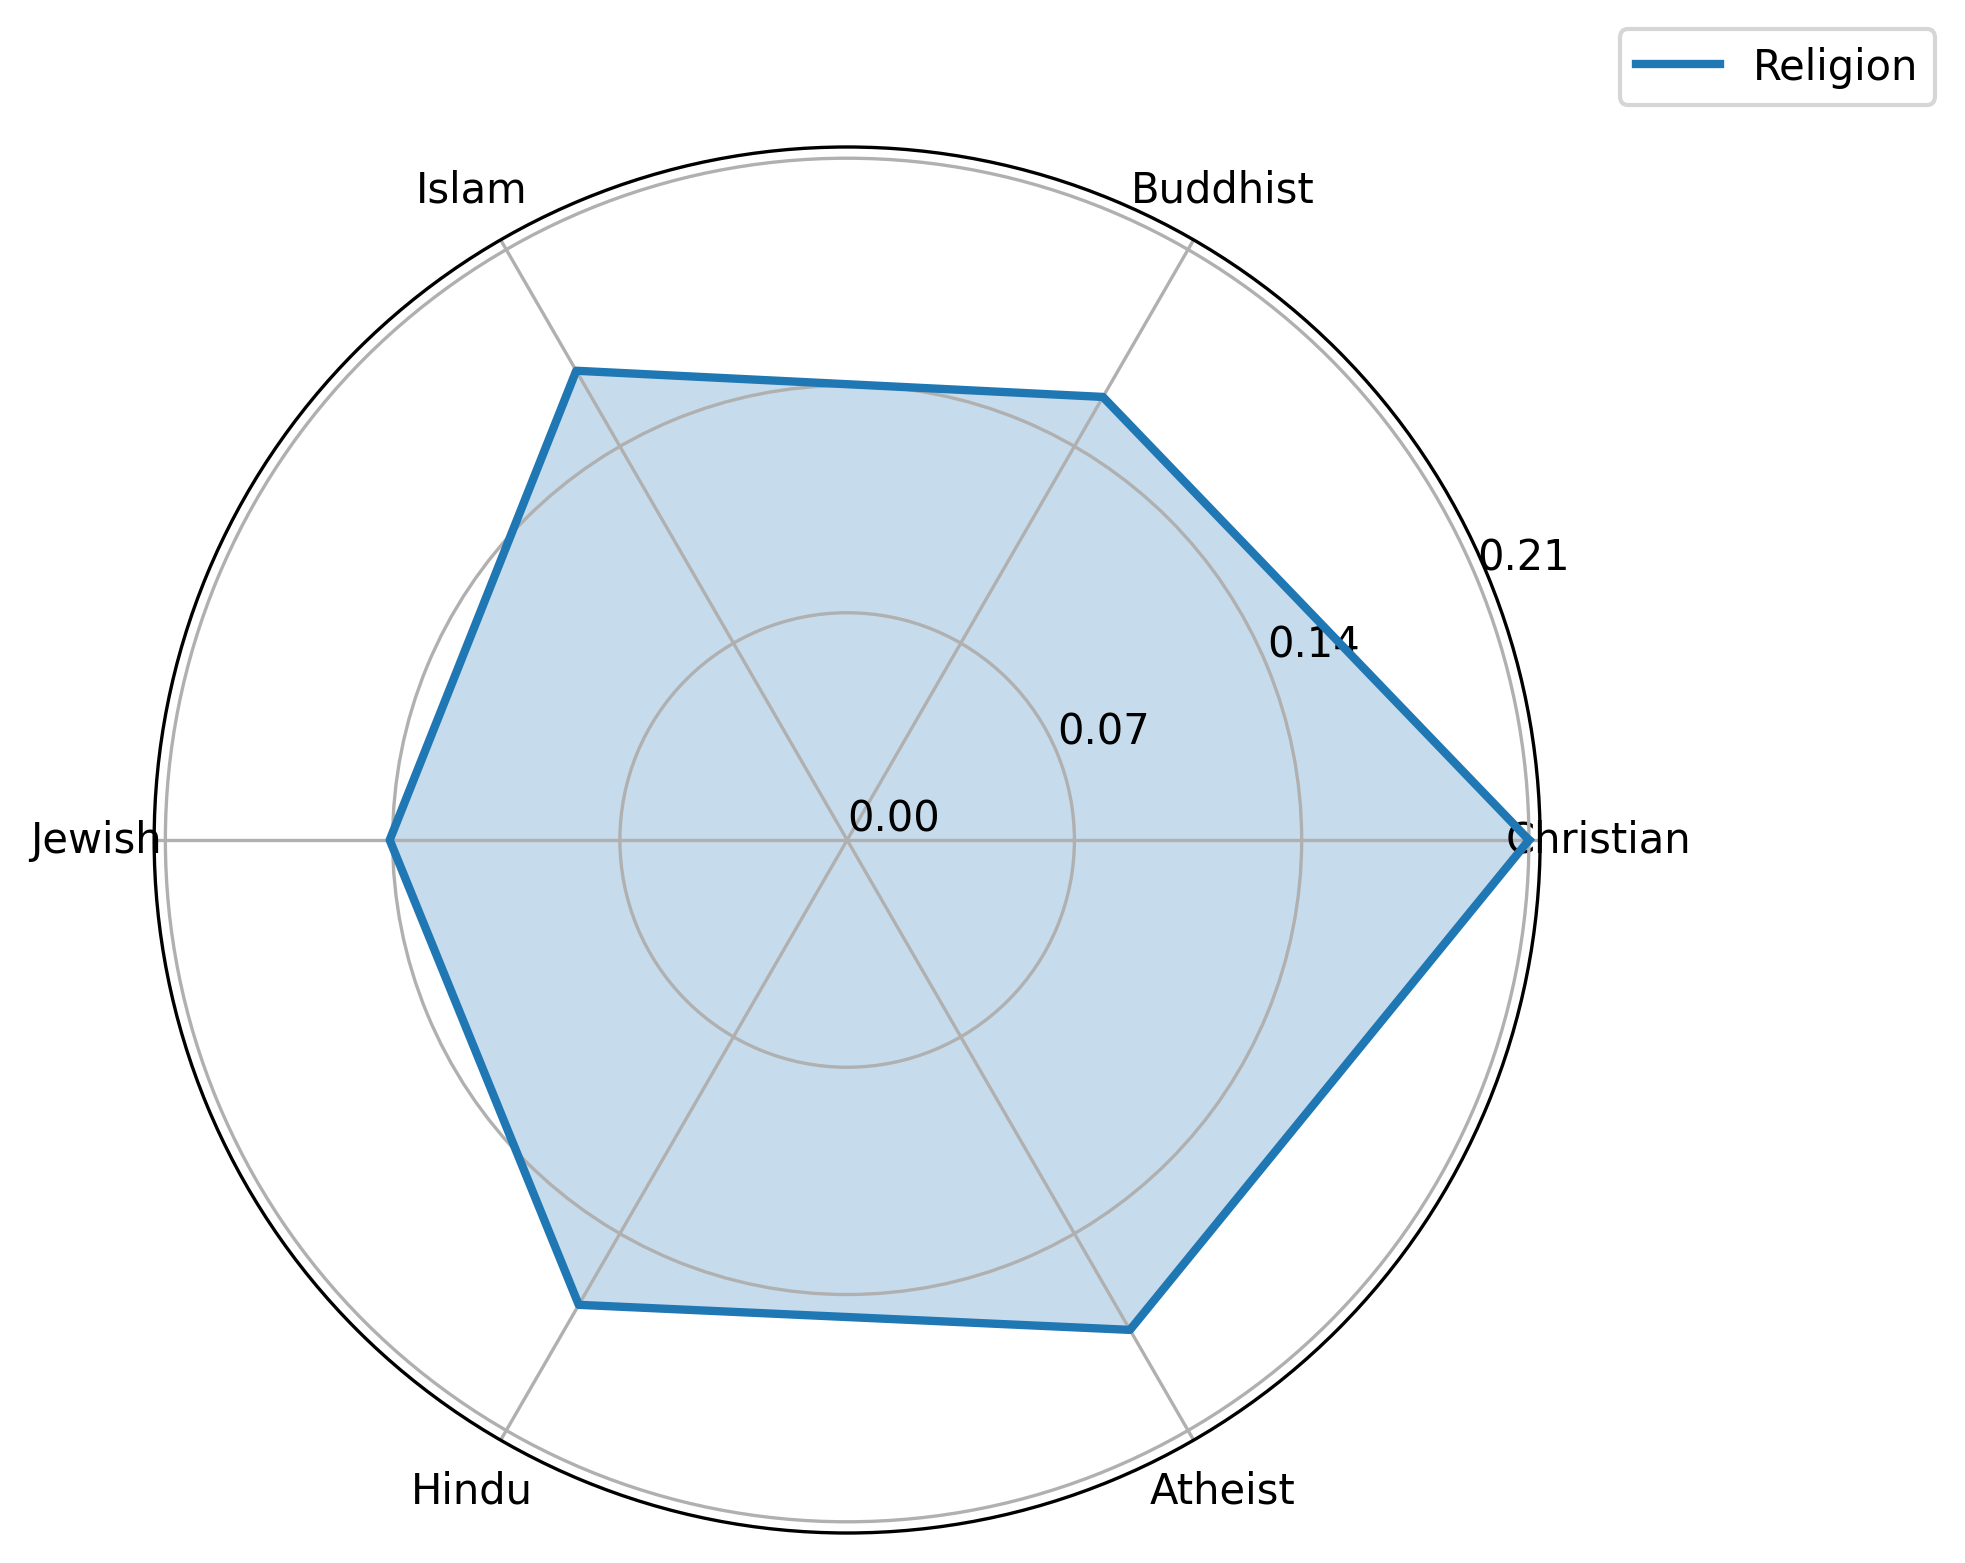 Religion
Islam
Buddhist
0.21
0.14
0.07
0.00
Jewish
Christian
Hindu
Atheist